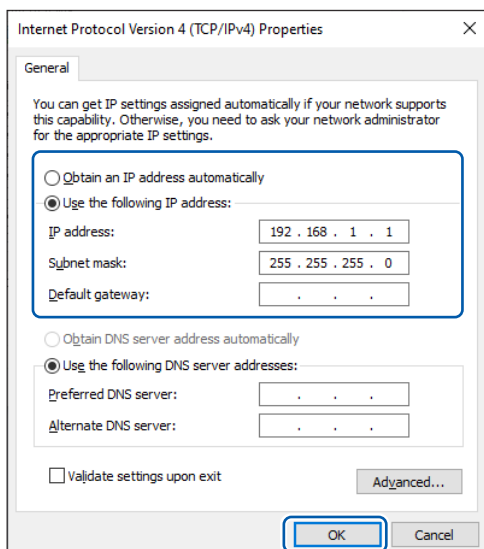 Internet Protocol Version 4 (TCP/IPv4) Properties
General
You can get IP settings assigned automatically if your network supports
this capability. Otherwise, you need to ask your network administrator
for the appropriate IP settings.
Obtain an IP address automatically
Use the following IP address:
IP address: 192 . 168 . 1 . 1
Subnet mask: 255 . 255 . 255 . 0
Default gateway: . . .
Obtain DNS server address automatically
Use the following DNS server addresses:
Preferred DNS server: . . .
Alternate DNS server: . . .
Validate settings upon exit
Advanced...
OK Cancel